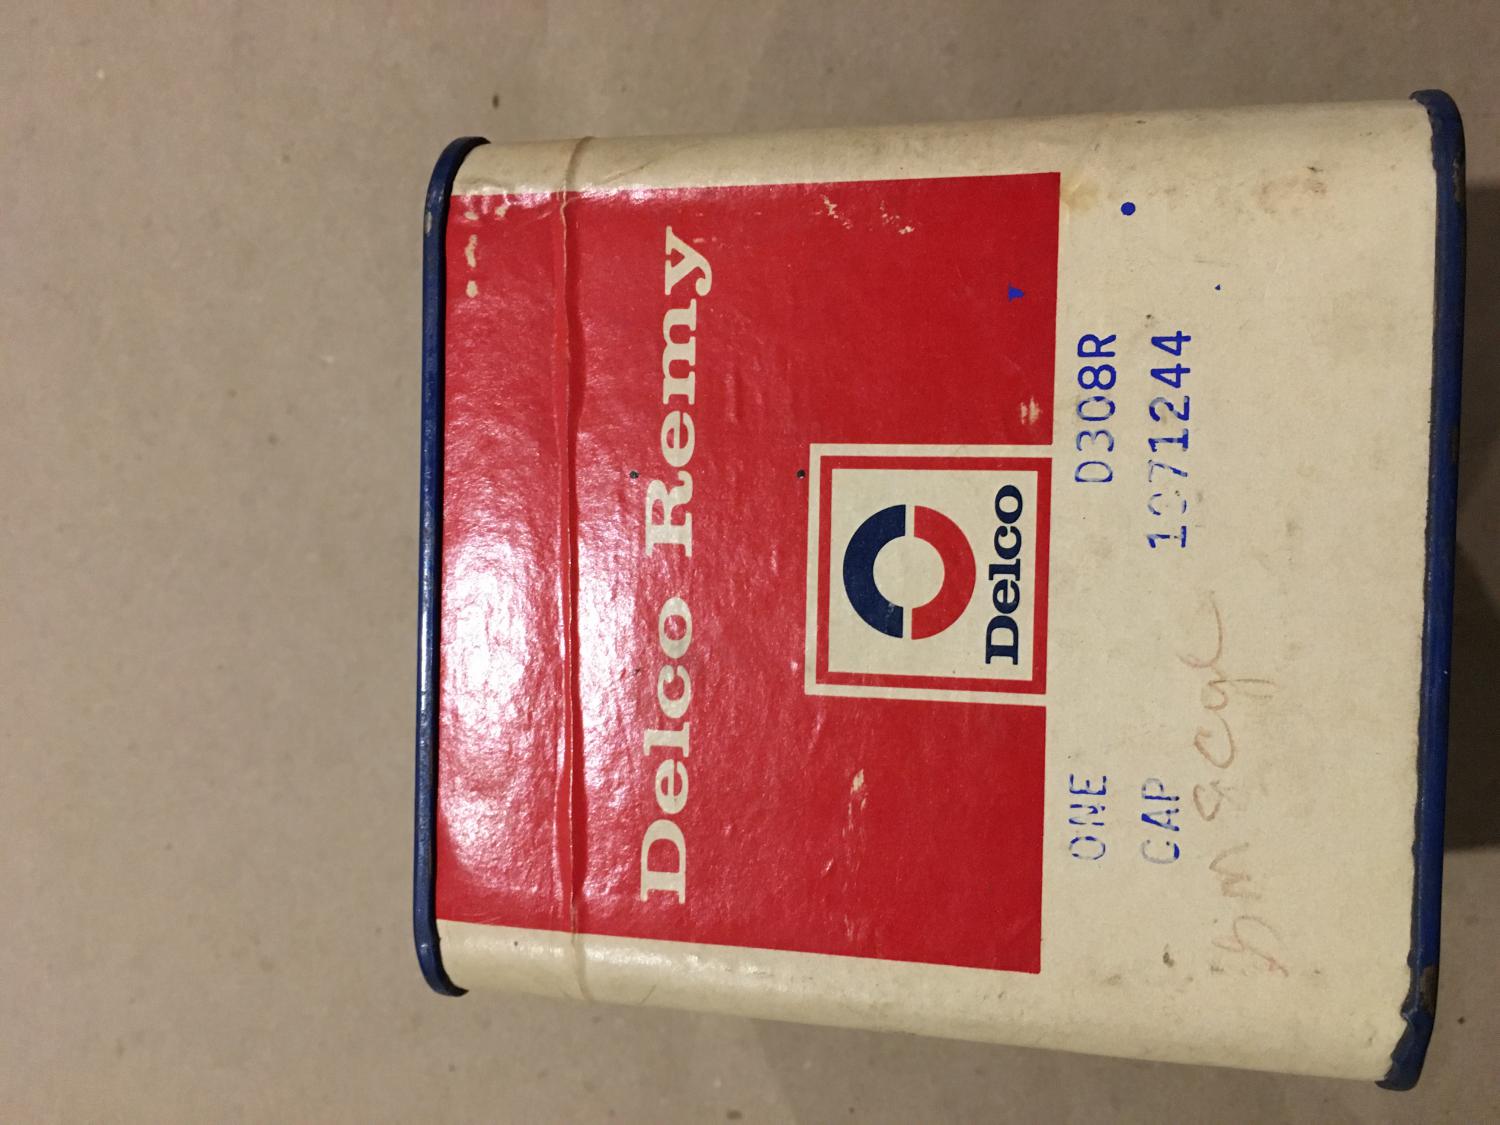 Delco Remy
Delco
ONE D308R
CAP 1971244